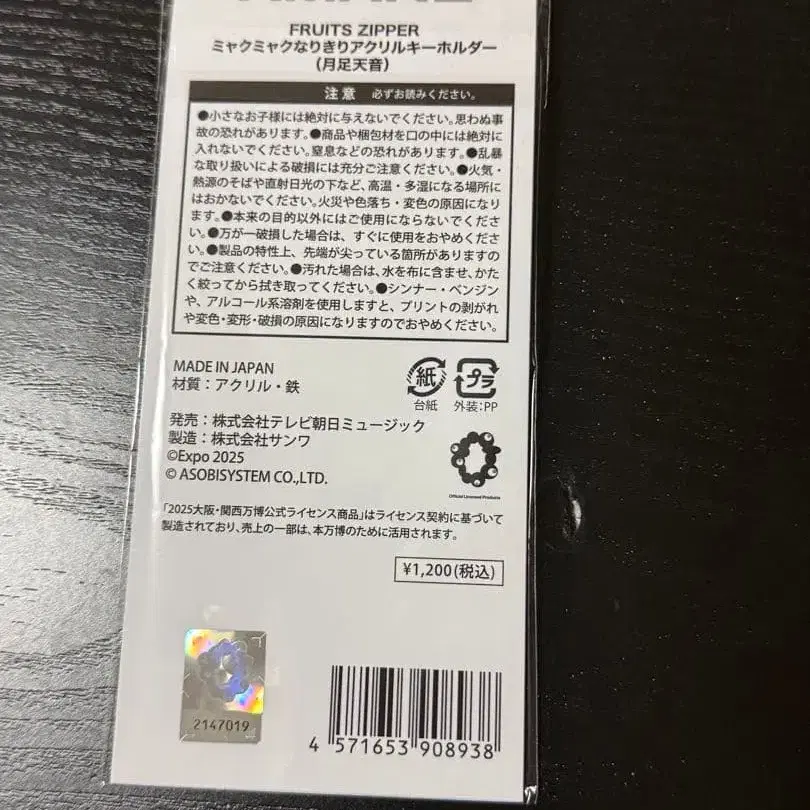 FRUITS ZIPPER
ミャクミャクなりきりアクリルキーホルダー
（月足天音）
注意 必ずお読みください。
●小さなお子様には絶対に与えないでください。思わぬ事
故の恐れがあります。●商品や梱包材を口の中には絶対に
入れないでください。窒息などの恐れがあります。●乱暴
な取り扱いによる破損には充分ご注意ください。●火気・
熱源のそばや直射日光の下など、高温・多湿になる場所に
はおかないでください。火災や色落ち・変色の原因になり
ます。●本来の目的以外にはご使用にならないでくださ
い。●万が一破損した場合は、すぐに使用をおやめくださ
い。●製品の特性上、先端が尖っている箇所がありますの
でご注意ください。●汚れた場合は、水を布に含ませ、かた
く絞ってから拭き取ってください。●シンナー・ベンジン
や、アルコール系溶剤を使用しますと、プリントの剥がれ
や変色・変形・破損の原因になりますのでおやめください。
MADE IN JAPAN
材質：アクリル・鉄
紙 プラ
台紙 外装:PP
発売：株式会社テレビ朝日ミュージック
製造：株式会社サンワ
©Expo 2025
© ASOBISYSTEM CO.,LTD.
Official Licensed Products
「2025大阪・関西万博公式ライセンス商品」はライセンス契約に基づいて
製造されており、売上の一部は、本万博のために活用されます。
¥1,200(税込)
2147019
4 571653 908938